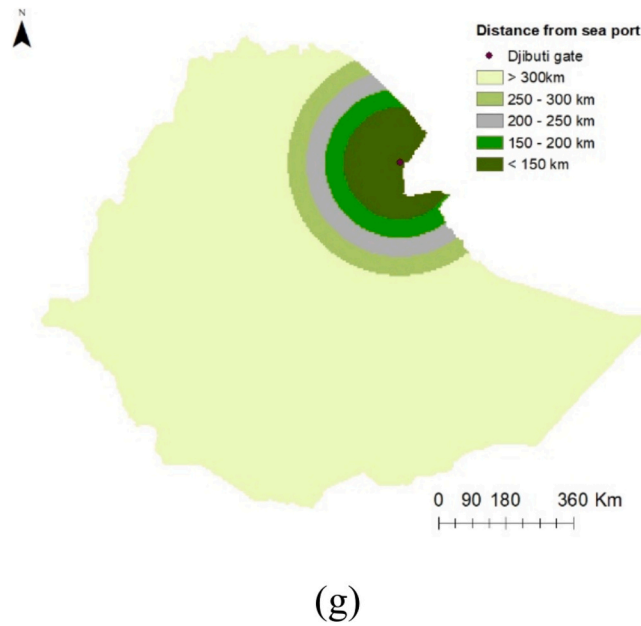 N
Distance from sea port
Djibuti gate
> 300km
250 - 300 km
200 - 250 km
150 - 200 km
< 150 km
0 90 180 360 Km
(g)